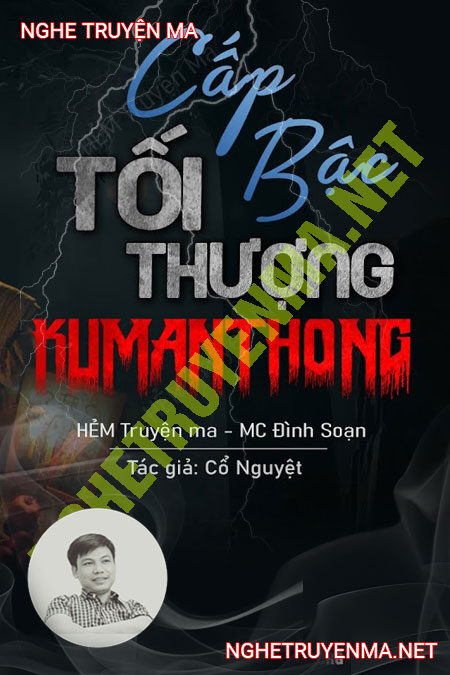 NGHE TRUYỆN MA
Cấp
Bậc
TỐI
THƯỢNG
KUMANTHONG
HẺM Truyện ma - MC Đình Soạn
Tác giả: Cổ Nguyệt
NGHETRUYENMA.NET
NGHETRUYENMA.NET